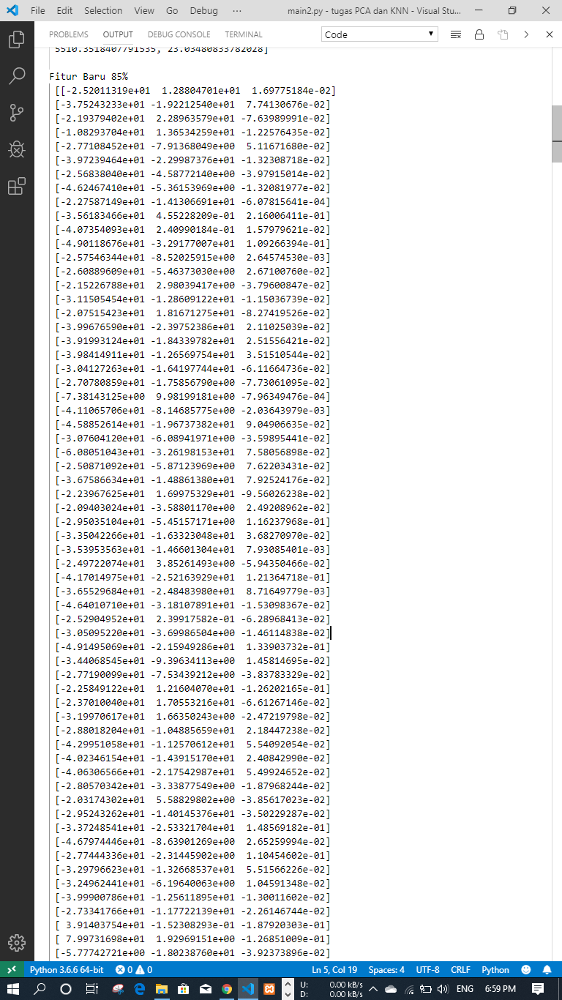 File Edit Selection View Go Debug ··· main2.py - tugas PCA dan KNN - Visual Stu...
PROBLEMS OUTPUT DEBUG CONSOLE TERMINAL Code
5510.3518407791535, 23.03480833782028]
Fitur Baru 85%
[[-2.52011319e+01 1.28804701e+01 1.69775184e-02]
[-3.75243233e+01 -1.92212540e+01 7.74130676e-02]
[-2.19379402e+01 2.28963579e+01 -7.63989991e-02]
[-1.08293704e+01 1.36534259e+01 -1.22576435e-02]
[-2.77108452e+01 -7.91368049e+00 5.11671680e-02]
[-3.97239464e+01 -2.29987376e+01 -1.32308718e-02]
[-2.56838040e+01 -4.58772140e+00 -3.97915014e-02]
[-4.62467410e+01 -5.36153969e+00 -1.32081977e-02]
[-2.27587149e+01 -1.41306691e+01 -6.07815641e-04]
[-3.56183466e+01 4.55228209e-01 2.16006411e-01]
[-4.07354093e+01 2.40990184e-01 1.57979621e-02]
[-4.90118676e+01 -3.29177007e+01 1.09266394e-01]
[-2.57546344e+01 -8.52025915e+00 2.64574530e-03]
[-2.60889609e+01 -5.46373030e+00 2.67100760e-02]
[-2.15226788e+01 2.98039417e+00 -3.79600847e-02]
[-3.11505454e+01 -1.28609122e+01 -1.15036739e-02]
[-2.07515423e+01 1.81671275e+01 -8.27419526e-02]
[-3.99676590e+01 -2.39752386e+01 2.11025039e-02]
[-3.91993124e+01 -1.84339782e+01 2.51556421e-02]
[-3.98414911e+01 -1.26569754e+01 3.51510544e-02]
[-3.04127263e+01 -1.64197744e+01 -6.11664736e-02]
[-2.70780859e+01 -1.75856790e+00 -7.73061095e-02]
[-7.38143125e+00 9.98199181e+00 -7.96349476e-04]
[-4.11065706e+01 -8.14685775e+00 -2.03643979e-03]
[-4.58852614e+01 -1.96737382e+01 9.04906635e-02]
[-3.07604120e+01 -6.08941971e+00 -3.59895441e-02]
[-6.08051043e+01 -3.26198153e+01 7.58056898e-02]
[-2.50871092e+01 -5.87123969e+00 7.62203431e-02]
[-3.67586634e+01 -1.48861380e+01 7.92524176e-02]
[-2.23967625e+01 1.69975329e+01 -9.56026238e-02]
[-2.09403024e+01 -3.58801170e+00 2.49208962e-02]
[-2.95035104e+01 -5.45157171e+00 1.16237968e-01]
[-3.35042266e+01 -1.63323048e+01 3.68270970e-02]
[-3.53953563e+01 -1.46601304e+01 7.93085401e-03]
[-2.49722074e+01 3.85261493e+00 -5.94350466e-02]
[-4.17014975e+01 -2.52163929e+01 1.21364718e-01]
[-3.65529684e+01 -2.48483980e+01 8.71649779e-03]
[-4.64010710e+01 -3.18107891e+01 -1.53098367e-02]
[-2.52904952e+01 2.39917582e-01 -6.28968413e-02]
[-3.05095220e+01 -3.69986504e+00 -1.46114838e-02]
[-4.91495069e+01 -2.15949286e+01 1.33903732e-01]
[-3.44068545e+01 -9.39634113e+00 1.45814695e-02]
[-2.77190099e+01 -7.53439212e+00 -3.83783329e-02]
[-2.25849122e+01 1.21604070e+01 -1.26202165e-01]
[-2.37010040e+01 1.70553216e+01 -6.61267146e-02]
[-3.19970617e+01 1.66350243e+00 -2.47219798e-02]
[-2.88018204e+01 -1.04885659e+01 2.18447238e-02]
[-4.29951058e+01 -1.12570612e+01 5.54092054e-02]
[-4.02346154e+01 -1.43915170e+01 2.40842990e-02]
[-4.06306566e+01 -2.17542987e+01 5.49924652e-02]
[-2.80570342e+01 -3.33877549e+00 -1.87968244e-02]
[-2.03174302e+01 5.58829802e+00 -3.85617023e-02]
[-2.95243262e+01 -1.40145376e+01 -3.50229287e-02]
[-3.37248541e+01 -2.53321704e+01 1.48569182e-01]
[-4.67974446e+01 -8.63901269e+00 2.65259994e-02]
[-2.77444336e+01 -2.31445902e+00 1.10454602e-01]
[-3.29796623e+01 -1.32668537e+01 5.51566226e-02]
[-3.24962441e+01 -6.19640063e+00 1.04591348e-02]
[-3.99900786e+01 -1.25611895e+01 -1.30011602e-02]
[-2.73341766e+01 -1.17722139e+01 -2.26146744e-02]
[ 3.91403754e+01 -1.52308293e-01 -1.87920303e-01]
[ 7.99731698e+01 1.92969151e+01 -1.26851009e-01]
[-5.77742721e+00 -1.80238760e+01 -3.92373896e-02]
Python 3.6.6 64-bit 0 0 Ln 5, Col 19 Spaces: 4 UTF-8 CRLF Python
U: 0.00 kB/s
D: 0.00 kB/s
ENG 6:59 PM